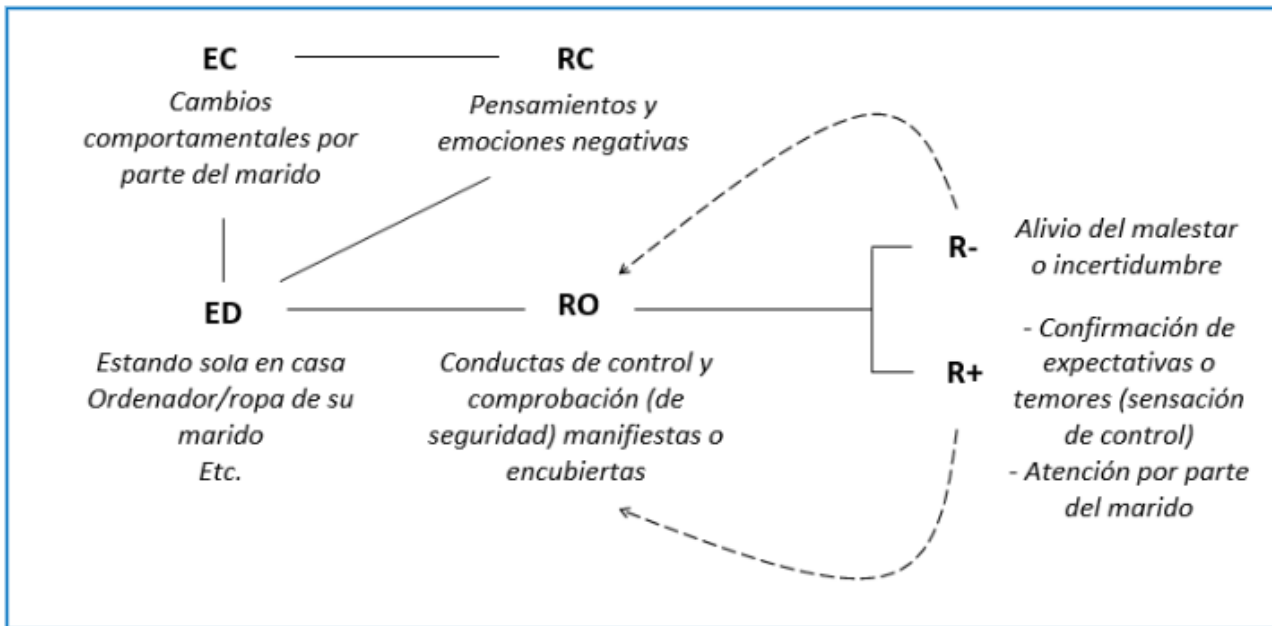 EC
Cambios
comportamentales por
parte del marido
RC
Pensamientos y
emociones negativas
ED
Estando sola en casa
Ordenador/ropa de su
marido
Etc.
RO
Conductas de control y
comprobación (de
seguridad) manifiestas o
encubiertas
R-
Alivio del malestar
o incertidumbre
R+
- Confirmación de
expectativas o
temores (sensación
de control)
- Atención por parte
del marido